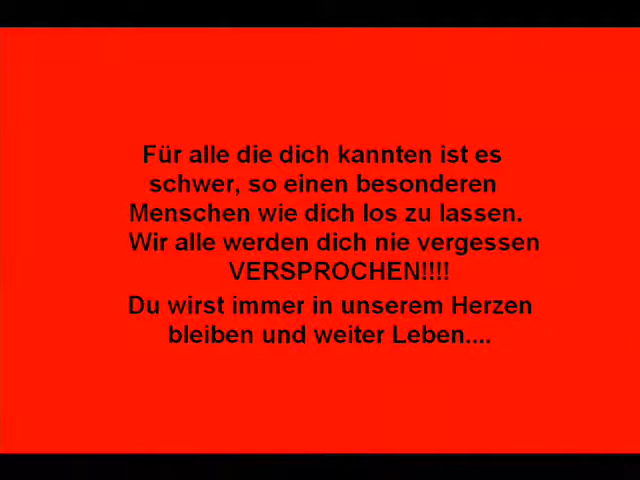 Für alle die dich kannten ist es
schwer, so einen besonderen
Menschen wie dich los zu lassen.
Wir alle werden dich nie vergessen
VERSPROCHEN!!!!
Du wirst immer in unserem Herzen
bleiben und weiter Leben....